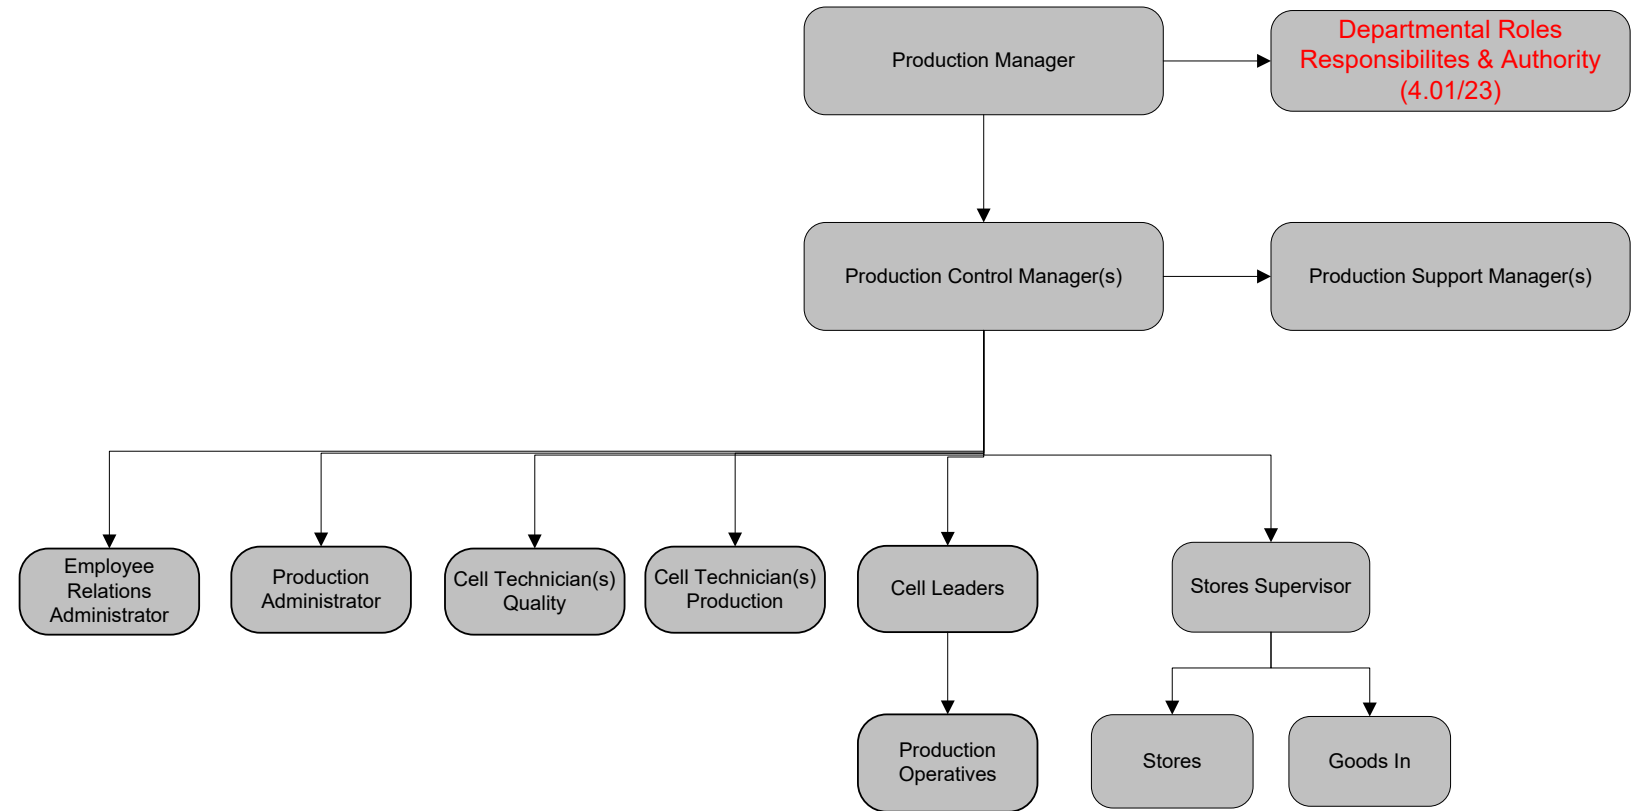 Production Manager
Departmental Roles
Responsibilites & Authority
(4.01/23)
Production Control Manager(s)
Production Support Manager(s)
Employee
Relations
Administrator
Production
Administrator
Cell Technician(s)
Quality
Cell Technician(s)
Production
Cell Leaders
Stores Supervisor
Production
Operatives
Stores
Goods In